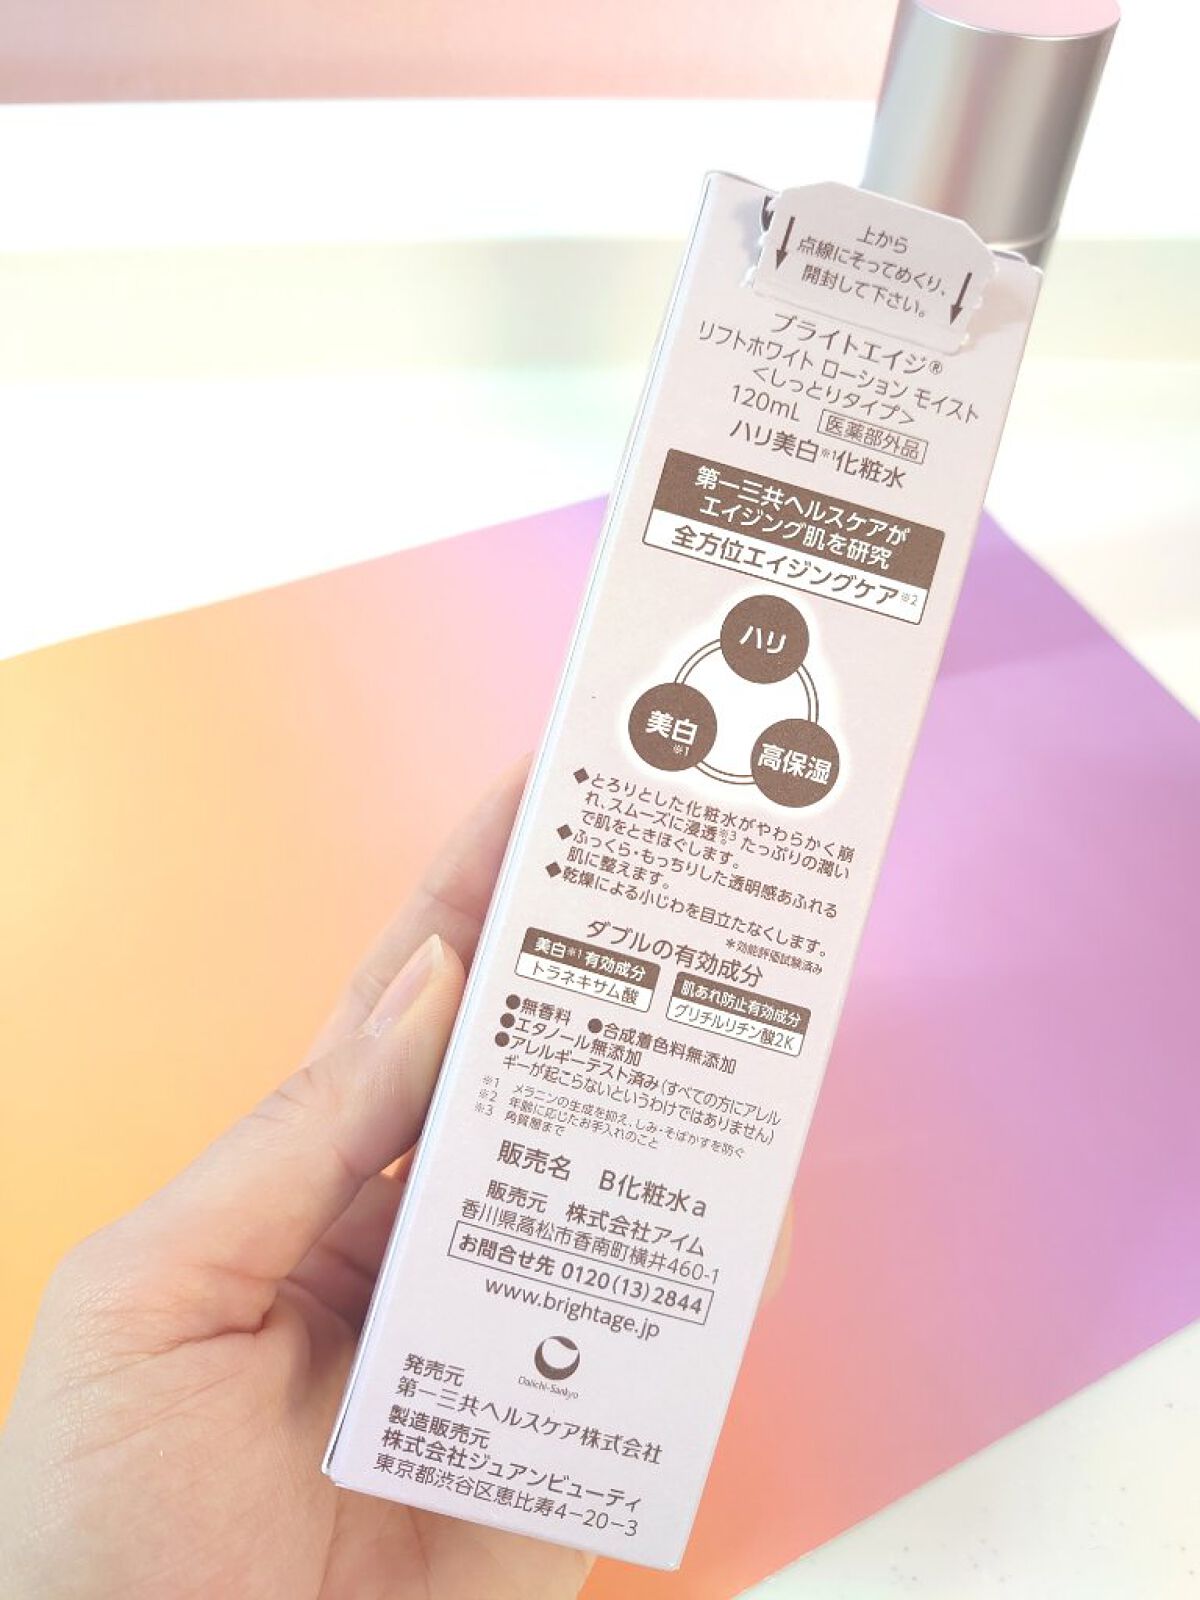 上から
点線にそってめくり、
開封して下さい。
ブライトエイジ®
リフトホワイト ローション モイスト
＜しっとりタイプ＞
120mL 医薬部外品
ハリ美白※1化粧水
第一三共ヘルスケアが
エイジング肌を研究
全方位エイジングケア※2
ハリ
美白※1
高保湿
◆とろりとした化粧水がやわらかく崩
れ、スムーズに浸透※3。たっぷりの潤い
で肌をときほぐします。
◆ふっくら・もっちりした透明感あふれる
肌に整えます。
◆乾燥による小じわを目立たなくします。
＊効能評価試験済み
ダブルの有効成分
美白※1有効成分
トラネキサム酸
肌あれ防止有効成分
グリチルリチン酸2K
●無香料 ●合成着色料無添加
●エタノール無添加
●アレルギーテスト済み(すべての方にアレル
ギーが起こらないというわけではありません)
※1 メラニンの生成を抑え、しみ・そばかすを防ぐ
※2 年齢に応じたお手入れのこと
※3 角質層まで
販売名 B化粧水a
販売元 株式会社アイム
香川県高松市香南町横井460-1
お問合せ先 0120(13)2844
www.brightage.jp
Daiichi-Sankyo
発売元
第一三共ヘルスケア株式会社
製造販売元
株式会社ジュアンビューティ
東京都渋谷区恵比寿4-20-3